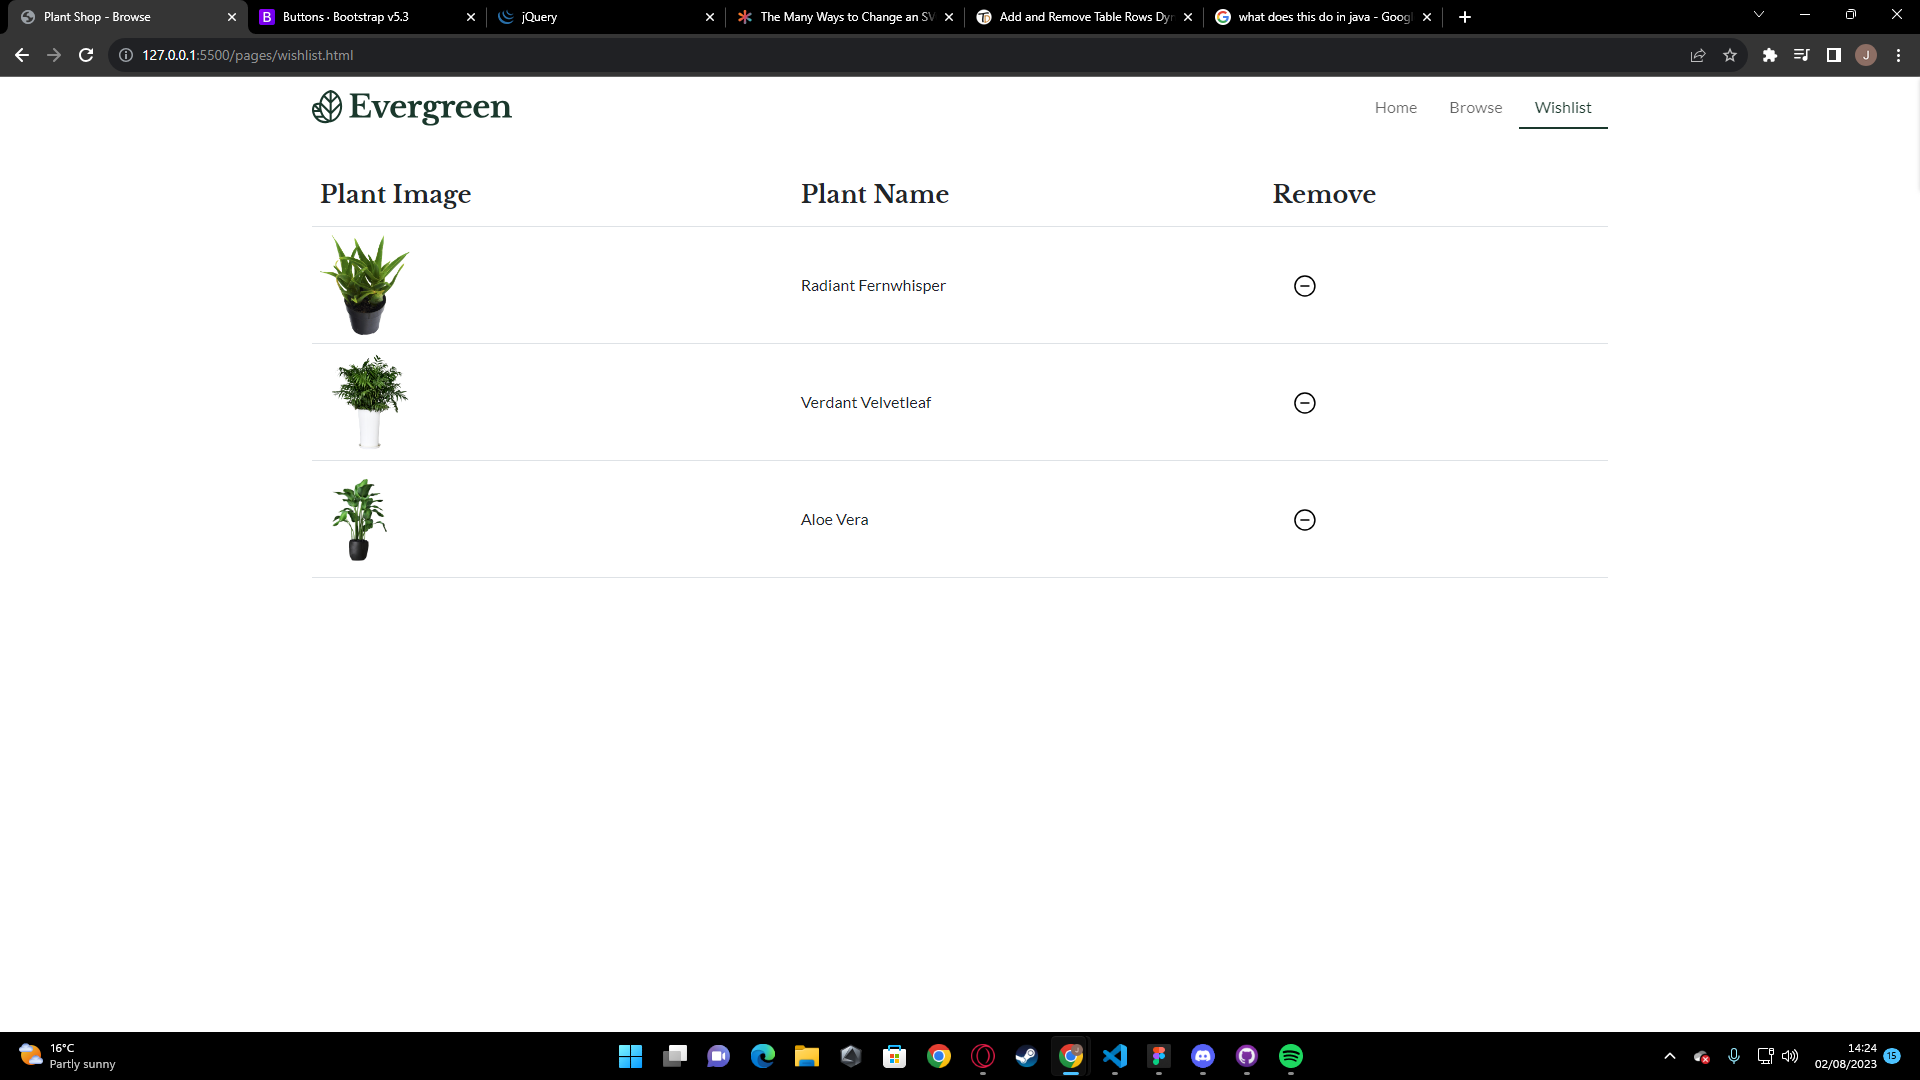 Plant Shop - Browse
Buttons · Bootstrap v5.3
jQuery
The Many Ways to Change an SV
Add and Remove Table Rows Dyn
what does this do in java - Googl
127.0.0.1:5500/pages/wishlist.html
J
Evergreen
Home
Browse
Wishlist
Plant Image
Plant Name
Remove
Radiant Fernwhisper
Verdant Velvetleaf
Aloe Vera
16°C
Partly sunny
14:24
02/08/2023
15